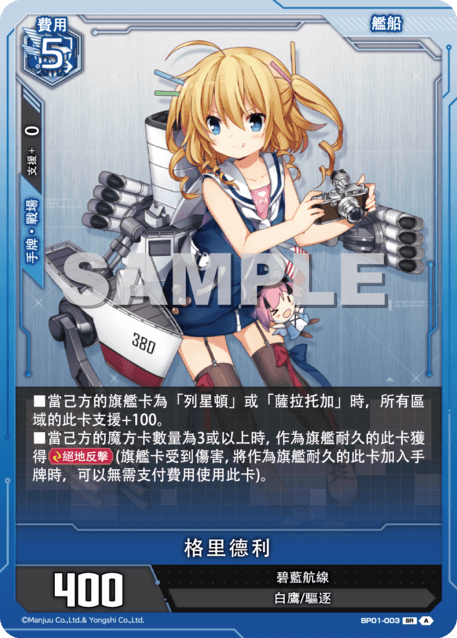 費用
5
艦船
支援+ 0
手牌・戰場
SAMPLE
380
■當己方的旗艦卡為「列星頓」或「薩拉托加」時，所有區
域的此卡支援+100。
■當己方的魔方卡數量為3或以上時，作為旗艦耐久的此卡獲
得 絕地反擊 (旗艦卡受到傷害，將作為旗艦耐久的此卡加入手
牌時，可以無需支付費用使用此卡)。
格里德利
400
碧藍航線
白鷹/驅逐
©Manjuu Co.,Ltd.& Yongshi Co.,Ltd.
BP01-003 SR A